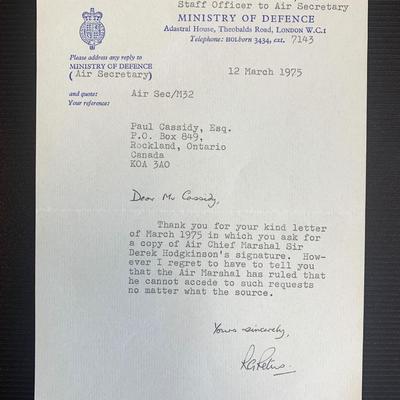 Staff Officer to Air Secretary
MINISTRY OF DEFENCE
Adastral House, Theobalds Road, LONDON W.C.1
Telephone: HOLborn 3434, ext. 7143
Please address any reply to
MINISTRY OF DEFENCE
(Air Secretary)
12 March 1975
and quote: Air Sec/M32
Your reference:
Paul Cassidy, Esq.
P.O. Box 849,
Rockland, Ontario
Canada
KOA 3AO
Dear Mr Cassidy,
Thank you for your kind letter
of March 1975 in which you ask for
a copy of Air Chief Marshal Sir
Derek Hodgkinson's signature. How-
ever I regret to have to tell you
that the Air Marshal has ruled that
he cannot accede to such requests
no matter what the source.
Yours sincerely,